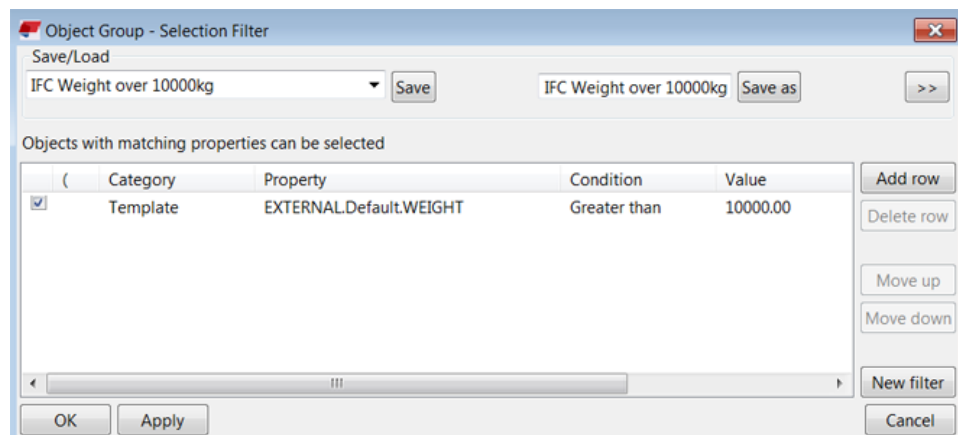 Object Group - Selection Filter
Save/Load
IFC Weight over 10000kg Save IFC Weight over 10000kg Save as >>
Objects with matching properties can be selected
( Category Property Condition Value Add row
Template EXTERNAL.Default.WEIGHT Greater than 10000.00
Delete row
Move up
Move down
New filter
OK Apply Cancel